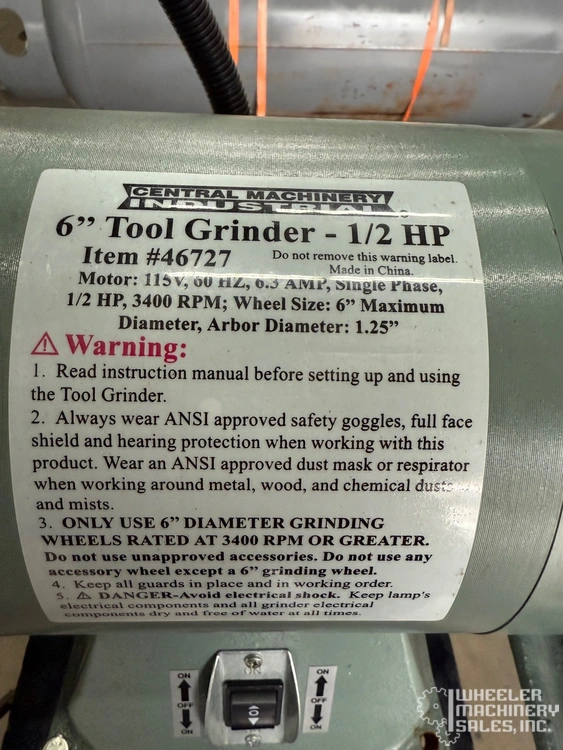 CENTRAL MACHINERY
INDUSTRIAL®
6” Tool Grinder - 1/2 HP
Item #46727
Do not remove this warning label.
Made in China.
Motor: 115V, 60 HZ, 6.3 AMP, Single Phase,
1/2 HP, 3400 RPM; Wheel Size: 6” Maximum
Diameter, Arbor Diameter: 1.25”
⚠ Warning:
1. Read instruction manual before setting up and using
the Tool Grinder.
2. Always wear ANSI approved safety goggles, full face
shield and hearing protection when working with this
product. Wear an ANSI approved dust mask or respirator
when working around metal, wood, and chemical dusts
and mists.
3. ONLY USE 6” DIAMETER GRINDING
WHEELS RATED AT 3400 RPM OR GREATER.
Do not use unapproved accessories. Do not use any
accessory wheel except a 6” grinding wheel.
4. Keep all guards in place and in working order.
5. ⚠ DANGER-Avoid electrical shock. Keep lamp's
electrical components and all grinder electrical
components dry and free of water at all times.
ON
OFF
ON
ON
OFF
ON
WHEELER
MACHINERY
SALES, INC.